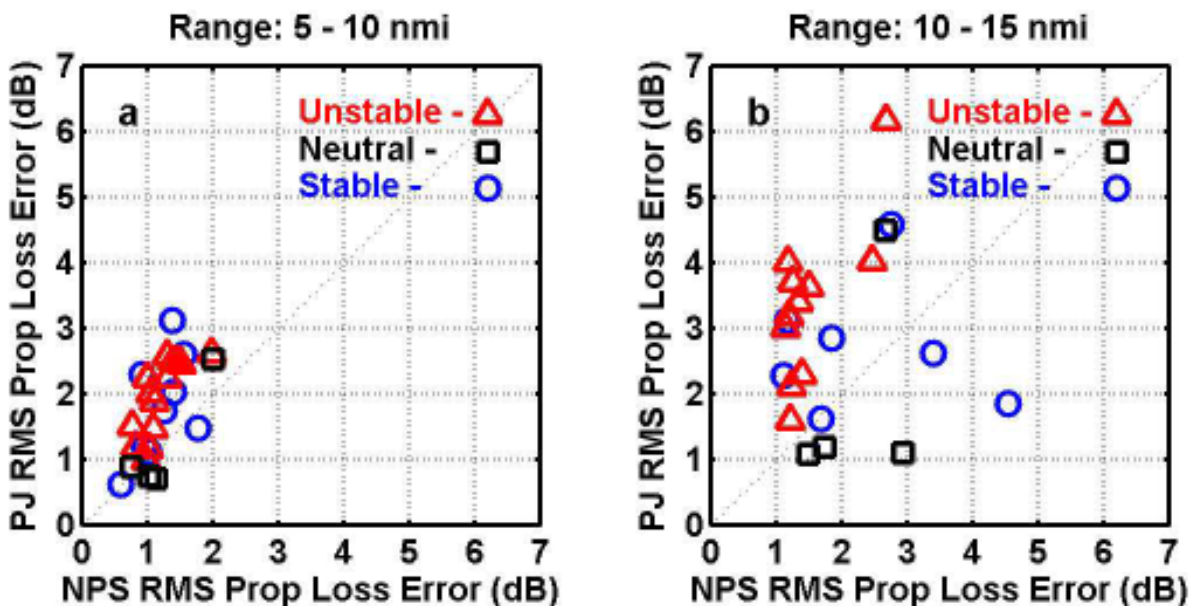 Range: 5 - 10 nmi
PJ RMS Prop Loss Error (dB)
7
6
5
4
3
2
1
0
a
Unstable -
Neutral -
Stable -
0 1 2 3 4 5 6 7
NPS RMS Prop Loss Error (dB)
Range: 10 - 15 nmi
PJ RMS Prop Loss Error (dB)
7
6
5
4
3
2
1
0
b
Unstable -
Neutral -
Stable -
0 1 2 3 4 5 6 7
NPS RMS Prop Loss Error (dB)